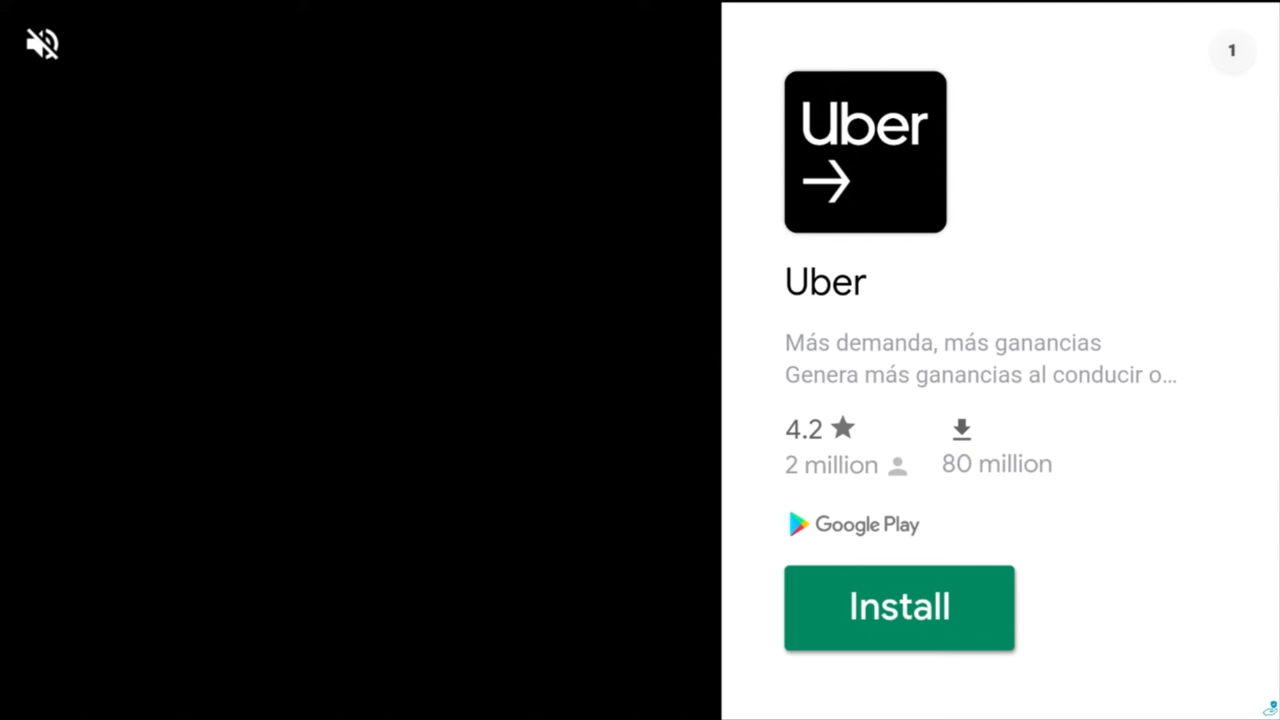 1
Uber
Uber
Más demanda, más ganancias
Genera más ganancias al conducir o...
4.2
2 million
80 million
Google Play
Install